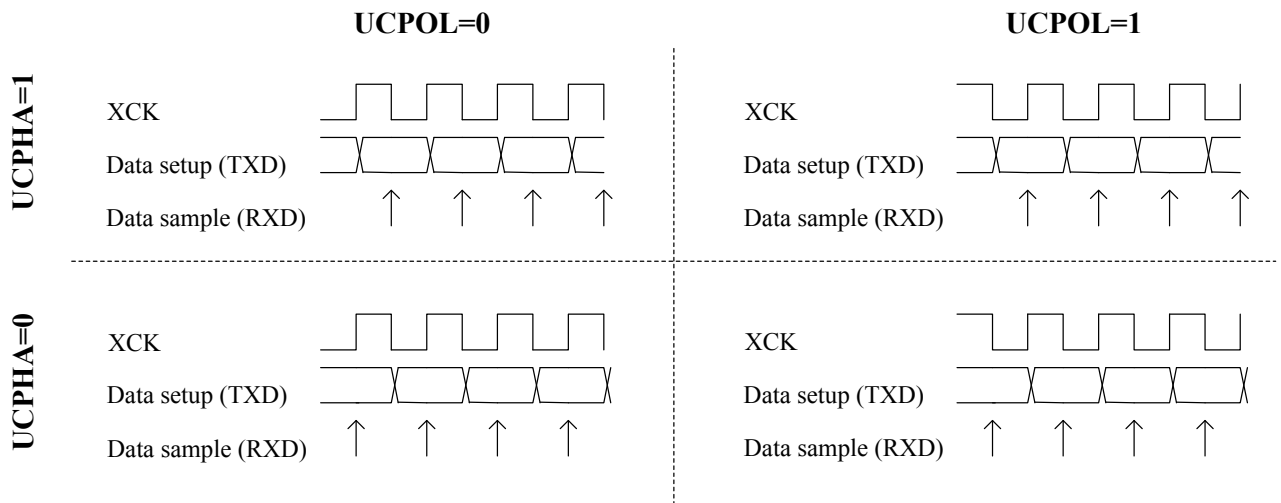 UCPOL=0
UCPOL=1
UCPHA=1
XCK
Data setup (TXD)
Data sample (RXD)
XCK
Data setup (TXD)
Data sample (RXD)
UCPHA=0
XCK
Data setup (TXD)
Data sample (RXD)
XCK
Data setup (TXD)
Data sample (RXD)